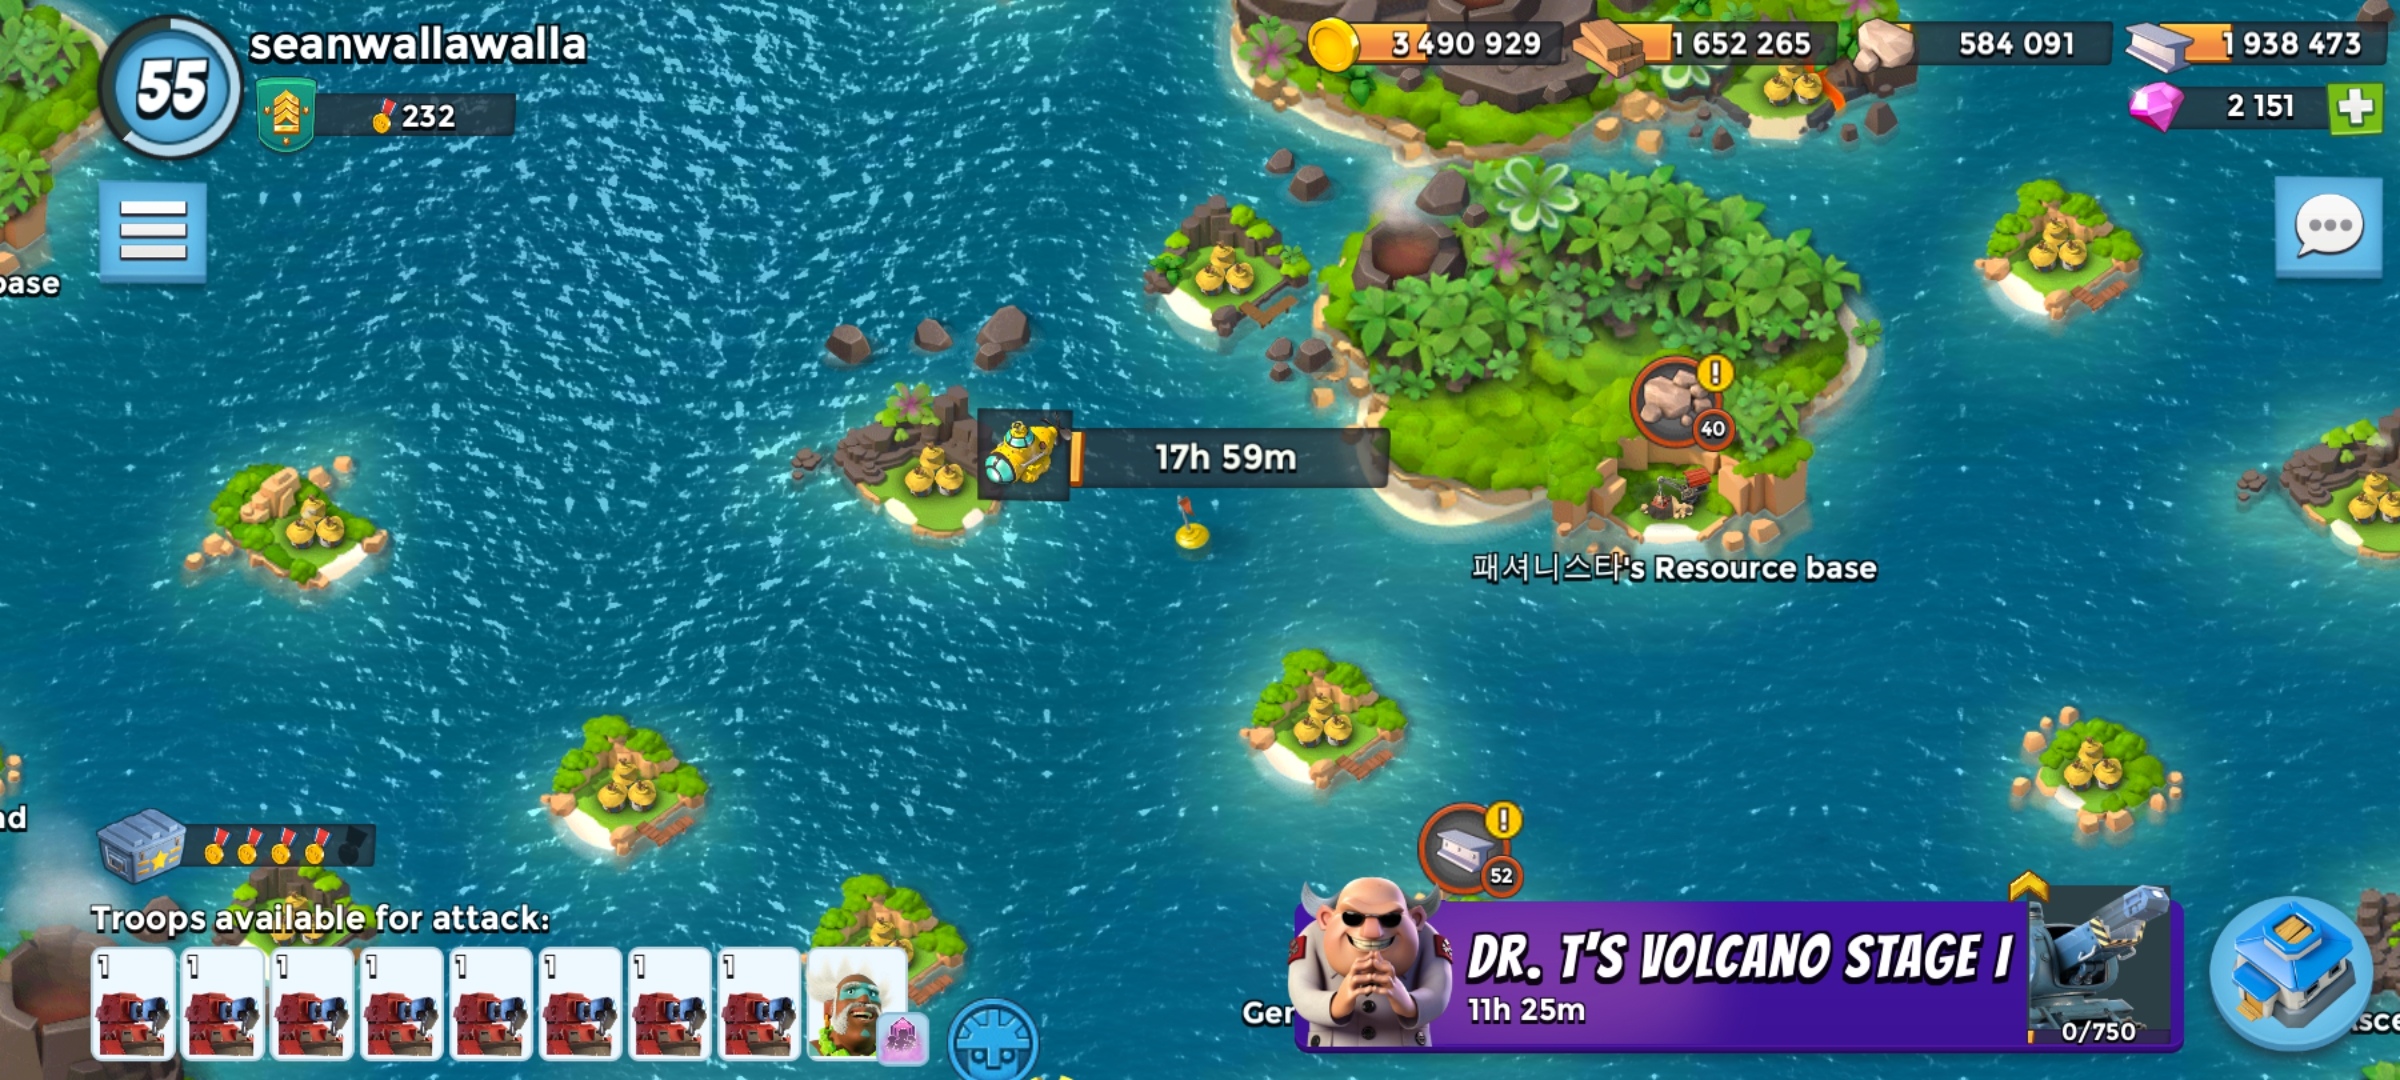 55
seanwallawalla
232
3 490 929
1 652 265
584 091
1 938 473
2 151
base
40
17h 59m
패셔니스타's Resource base
nd
52
Troops available for attack:
1 1 1 1 1 1 1 1
Ger
DR. T'S VOLCANO STAGE I
11h 25m
0/750